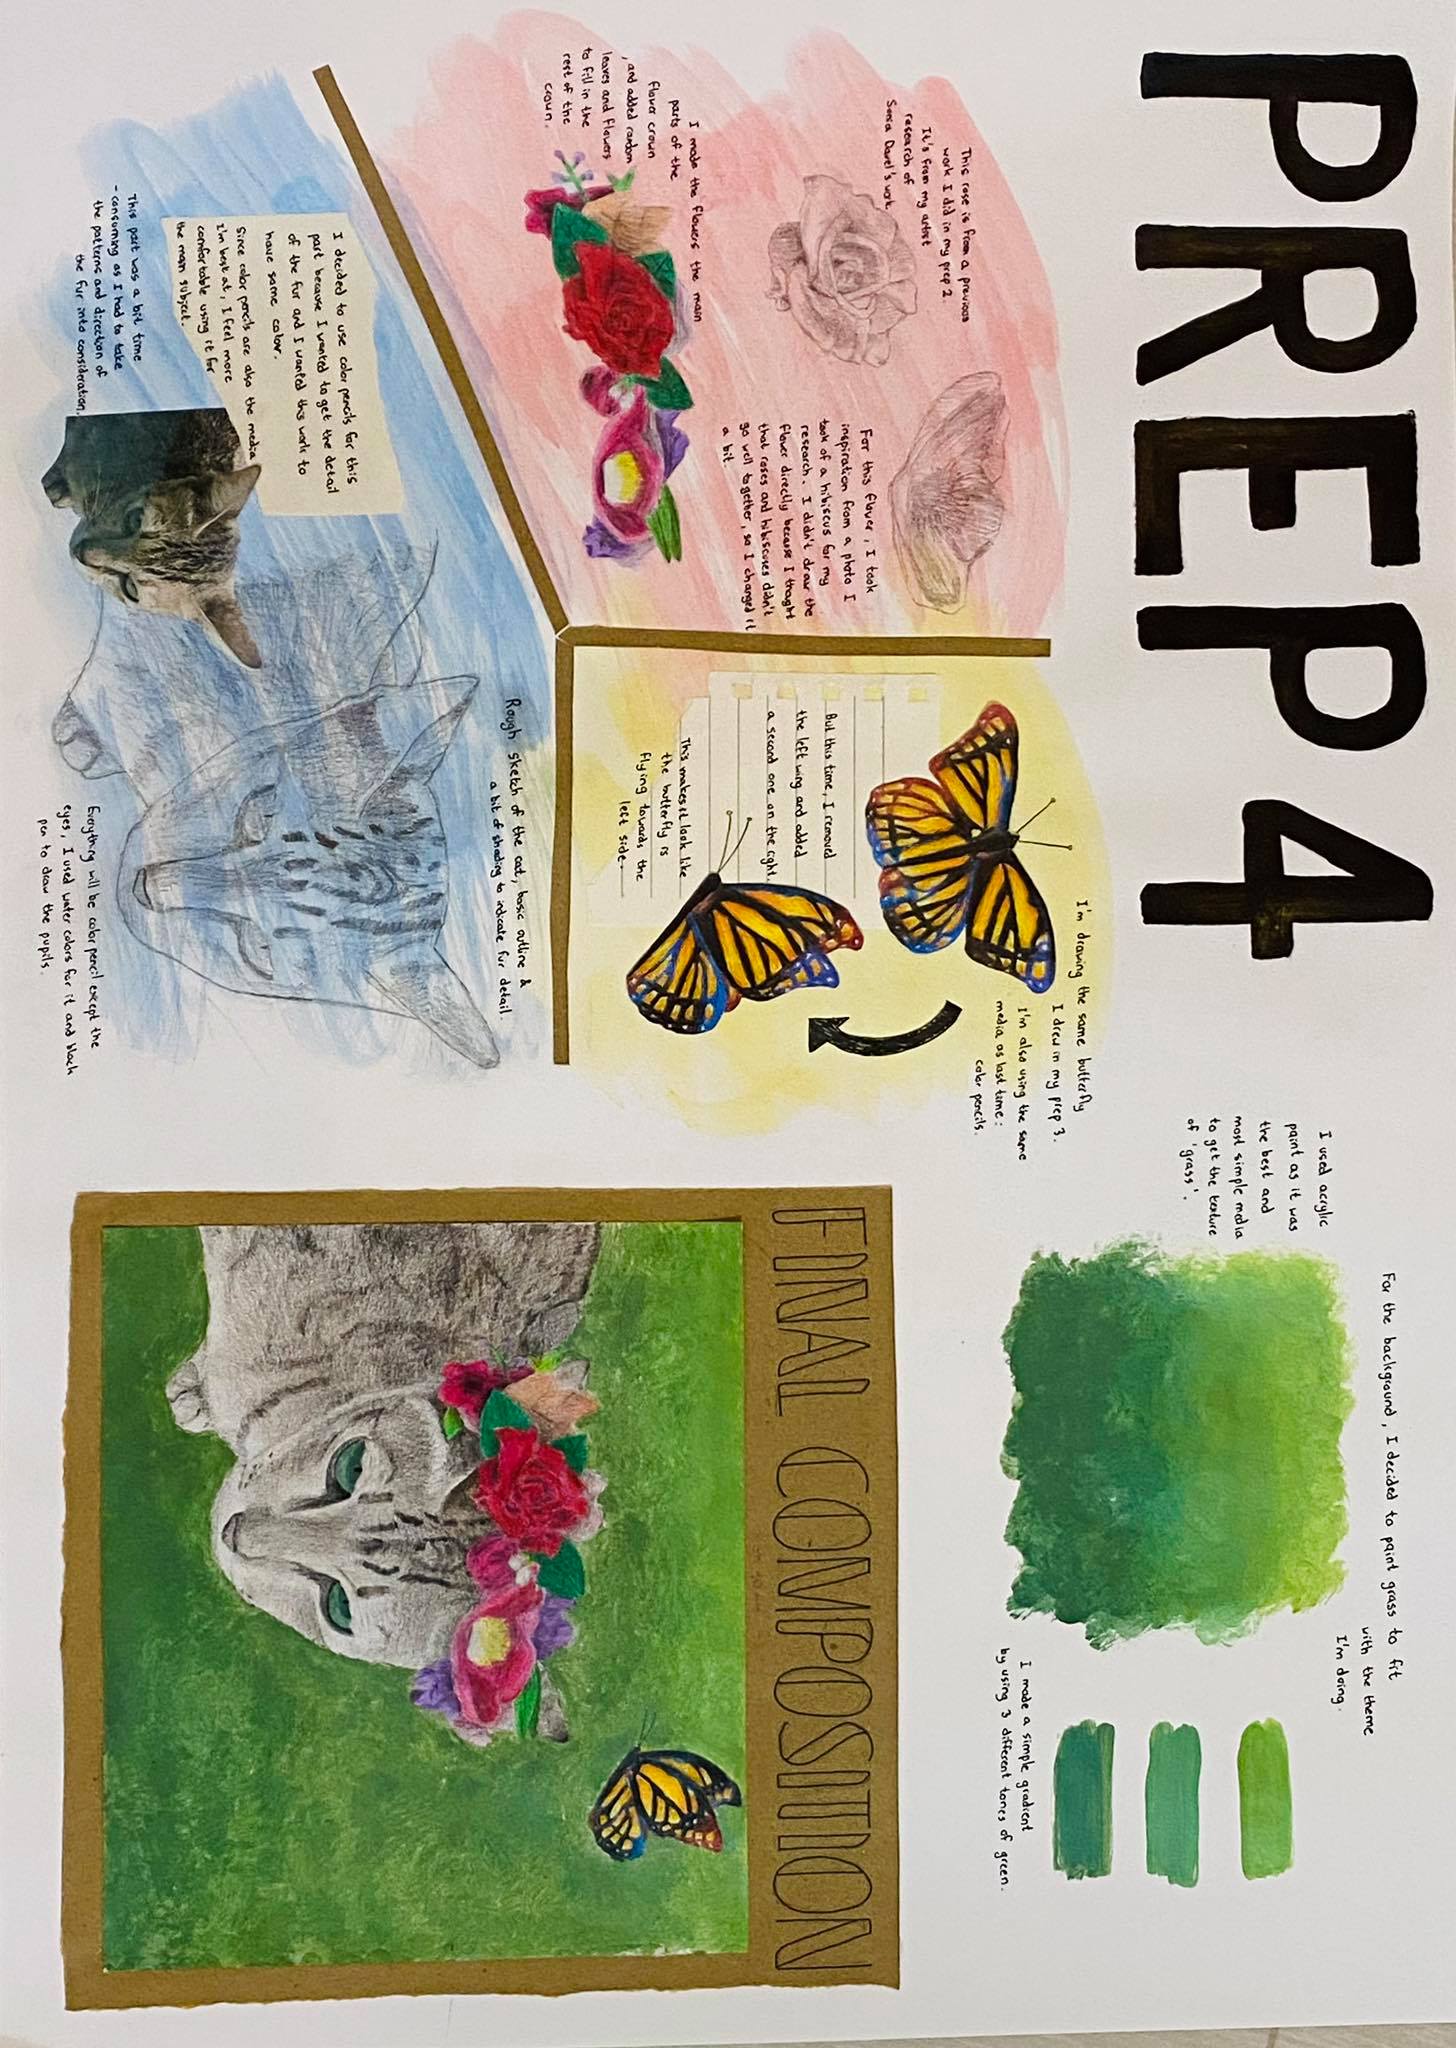 PREP 4
For the background, I decided to paint grass to fit
with the theme
I'm doing.
I used acrylic
paint as it was
the best and
most simple media
to get the texture
of 'grass'.
I made a simple gradient
by using 3 different tones of green.
I'm drawing the same butterfly
I drew in my prep 3.
I'm also using the same
media as last time:
color pencils.
But this time, I removed
the left wing and added
a second one on the right.
This makes it look like
the butterfly is
flying towards the
left side.
This rose is from a previous
work I did in my prep 2.
It's from my artist
research of
work.
For this flower, I took
inspiration from a photo I
took of a hibiscus for my
research. I didn't draw the
flower directly because I thought
that roses and hibiscuses didn't
go well together, so I changed it
a bit.
I made the flowers the main
parts of the
flower crown
, and added random
leaves and flowers
to fill in the
rest of the
crown.
Rough sketch of the cat, basic outline &
a bit of shading to indicate fur detail.
I decided to use color pencils for this
part because I wanted to get the detail
of the fur and I wanted this work to
have some color.
Since color pencils are also the media
I'm best at, I feel more
comfortable using it for
the main subject.
This part was a bit time
-consuming as I had to take
the patterns and direction of
the fur into consideration.
Everything will be color pencil except the
eyes, I used water colors for it and black
pen to draw the pupils.
FINAL COMPOSITION